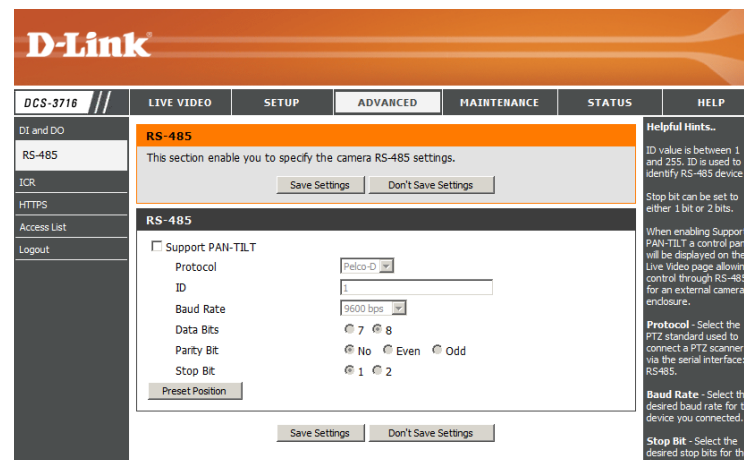 D-Link
DCS-3716
LIVE VIDEO
SETUP
ADVANCED
MAINTENANCE
STATUS
HELP
DI and DO
RS-485
ICR
HTTPS
Access List
Logout
RS-485
This section enable you to specify the camera RS-485 settings.
Save Settings
Don't Save Settings
RS-485
Support PAN-TILT
Protocol
Pelco-D
ID
1
Baud Rate
9600 bps
Data Bits
7
8
Parity Bit
No
Even
Odd
Stop Bit
1
2
Preset Position
Save Settings
Don't Save Settings
Helpful Hints..
ID value is between 1
and 255. ID is used to
identify RS-485 device
Stop bit can be set to
either 1 bit or 2 bits.
When enabling Support
PAN-TILT a control pan
will be displayed on the
Live Video page allowin
control through RS-485
for an external camera
enclosure.
Protocol - Select the
PTZ standard used to
connect a PTZ scanner
via the serial interface:
RS485.
Baud Rate - Select th
desired baud rate for t
device you connected.
Stop Bit - Select the
desired stop bits for th